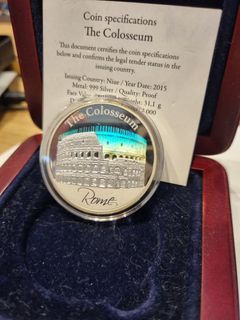 Coin specifications
The Colosseum
This document certifies the coin specifications
below and confirms the legal tender status in the
issuing country.
Issuing Country: Niue / Year Date: 2015
Metal: 999 Silver / Quality: Proof
Face Val
31.1 g
000
The Colosseum
Rome